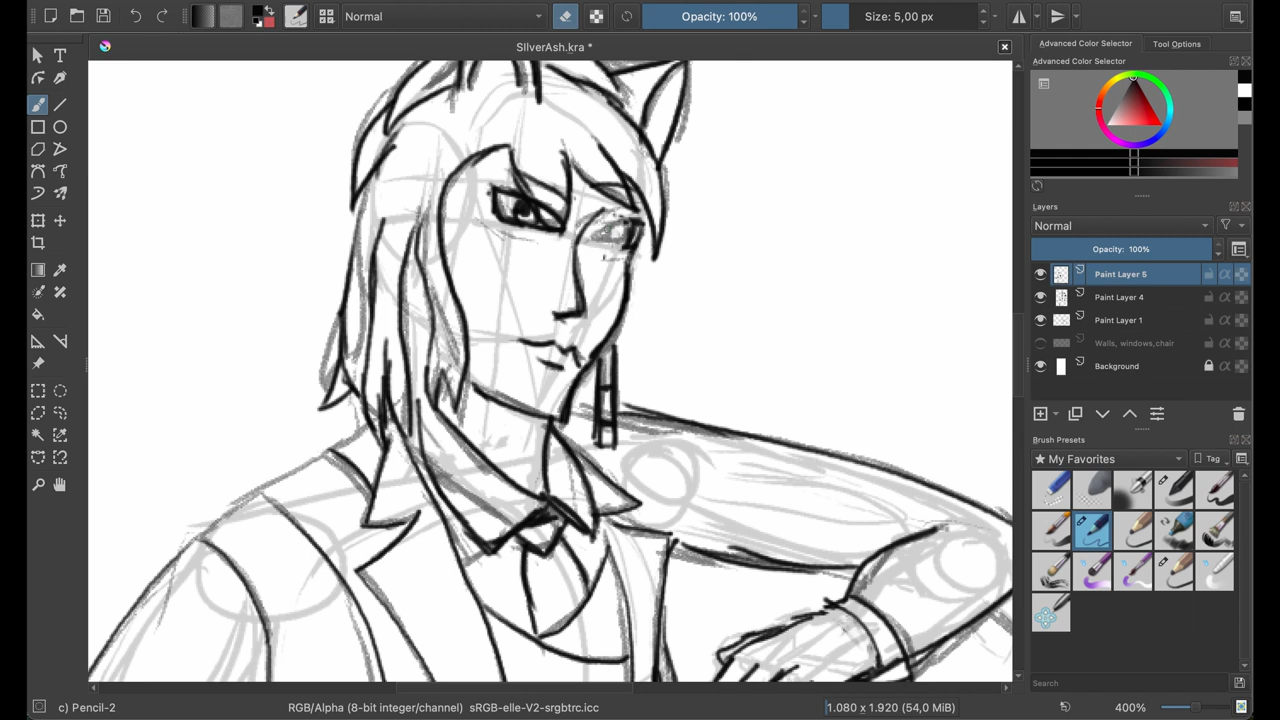 Normal
Opacity: 100%
Size: 5,00 px
SIlverAsh.kra *
Advanced Color Selector
Tool Options
Advanced Color Selector
Layers
Normal
Opacity: 100%
Paint Layer 5
Paint Layer 4
Paint Layer 1
Walls, windows,chair
Background
Brush Presets
★ My Favorites
Tag
Search
c) Pencil-2
RGB/Alpha (8-bit integer/channel) sRGB-elle-V2-srgbtrc.icc
1.080 x 1.920 (54,0 MiB)
400%